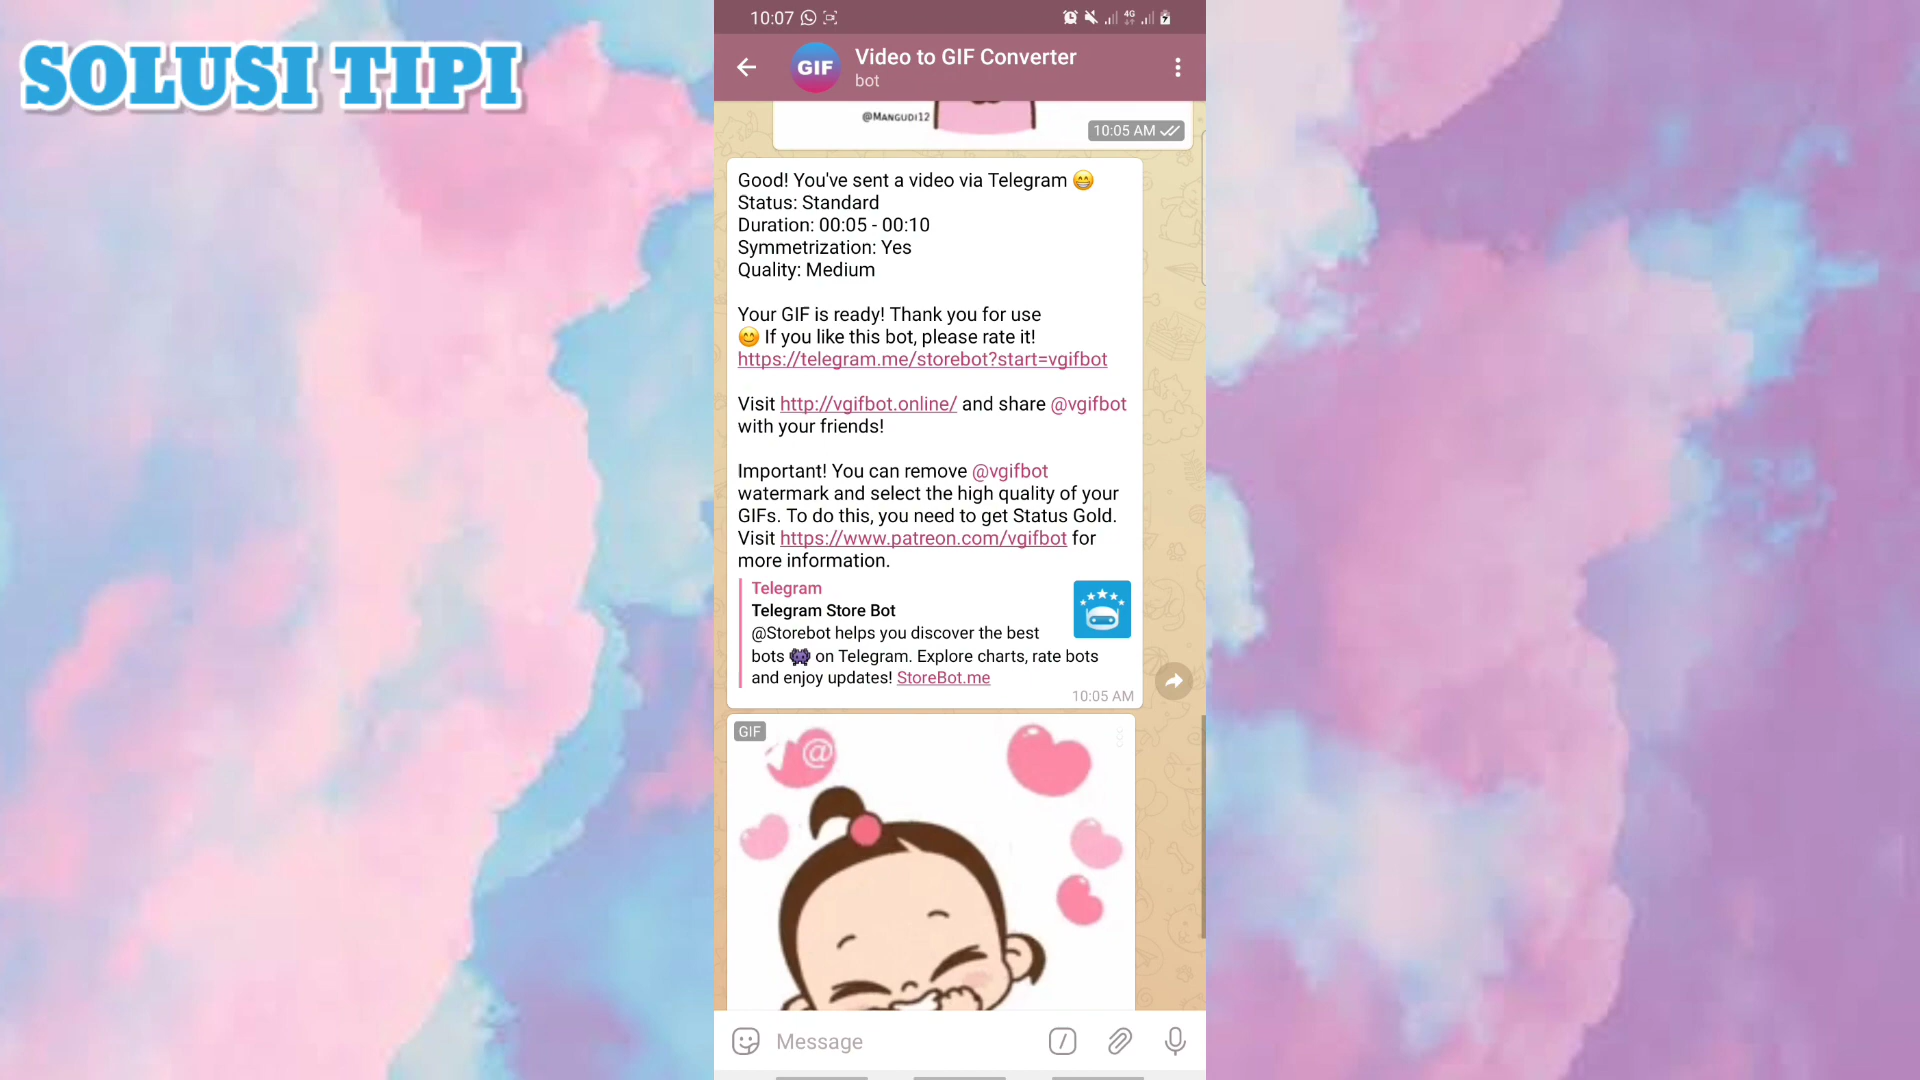 SOLUSI TIPI
10:07
4G
GIF
Video to GIF Converter
bot
@MANGUDI12
10:05 AM
Good! You've sent a video via Telegram 😁
Status: Standard
Duration: 00:05 - 00:10
Symmetrization: Yes
Quality: Medium
Your GIF is ready! Thank you for use
😊 If you like this bot, please rate it!
https://telegram.me/storebot?start=vgifbot
Visit http://vgifbot.online/ and share @vgifbot
with your friends!
Important! You can remove @vgifbot
watermark and select the high quality of your
GIFs. To do this, you need to get Status Gold.
Visit https://www.patreon.com/vgifbot for
more information.
Telegram
Telegram Store Bot
@Storebot helps you discover the best
bots 👾 on Telegram. Explore charts, rate bots
and enjoy updates! StoreBot.me
10:05 AM
GIF
@
Message